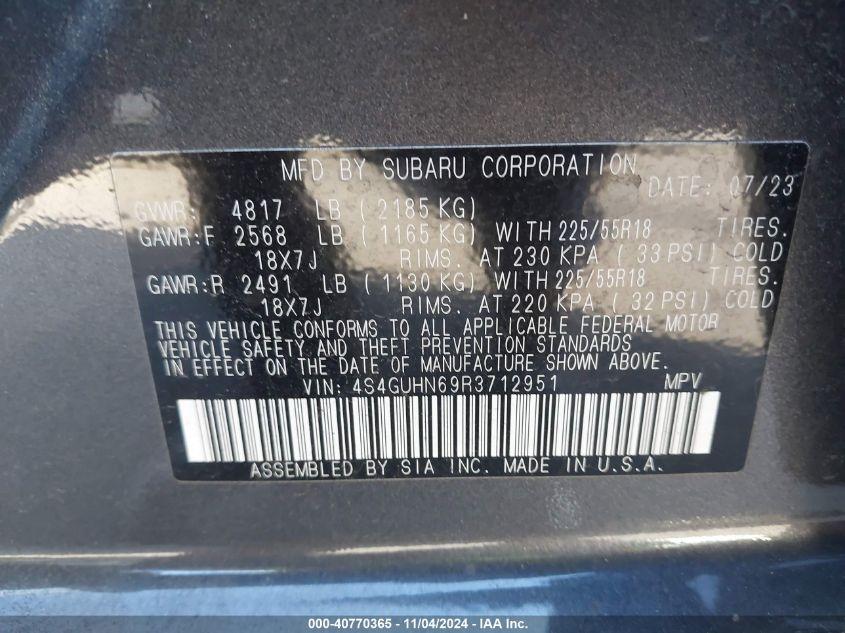 MFD BY SUBARU CORPORATION
DATE: 07/23
GVWR: 4817 LB ( 2185 KG)
GAWR:F 2568 LB ( 1165 KG) WITH 225/55R18 TIRES.
18X7J RIMS. AT 230 KPA ( 33 PSI) COLD
GAWR:R 2491 LB ( 1130 KG) WITH 225/55R18 TIRES.
18X7J RIMS. AT 220 KPA ( 32 PSI) COLD
THIS VEHICLE CONFORMS TO ALL APPLICABLE FEDERAL MOTOR
VEHICLE SAFETY AND THEFT PREVENTION STANDARDS
IN EFFECT ON THE DATE OF MANUFACTURE SHOWN ABOVE.
VIN: 4S4GUHN69R3712951 MPV
ASSEMBLED BY SIA INC. MADE IN U.S.A.
000-40770365 - 11/04/2024 - IAA Inc.